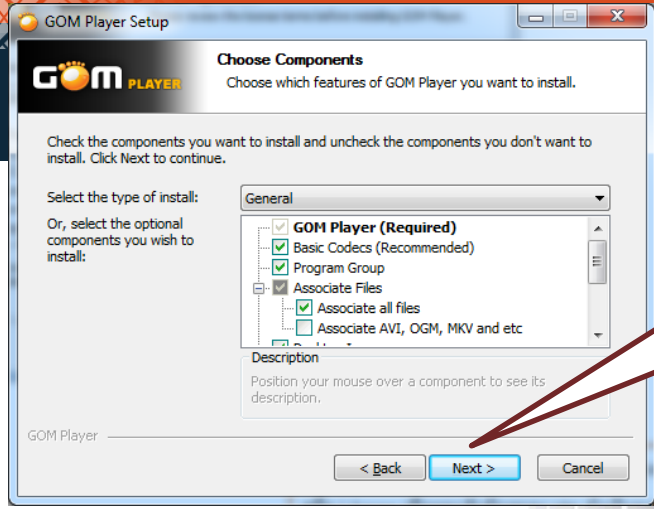 GOM Player Setup
GOM PLAYER
Choose Components
Choose which features of GOM Player you want to install.
Check the components you want to install and uncheck the components you don't want to
install. Click Next to continue.
Select the type of install:
General
Or, select the optional
components you wish to
install:
GOM Player (Required)
Basic Codecs (Recommended)
Program Group
Associate Files
Associate all files
Associate AVI, OGM, MKV and etc
Description
Position your mouse over a component to see its
description.
GOM Player
< Back
Next >
Cancel